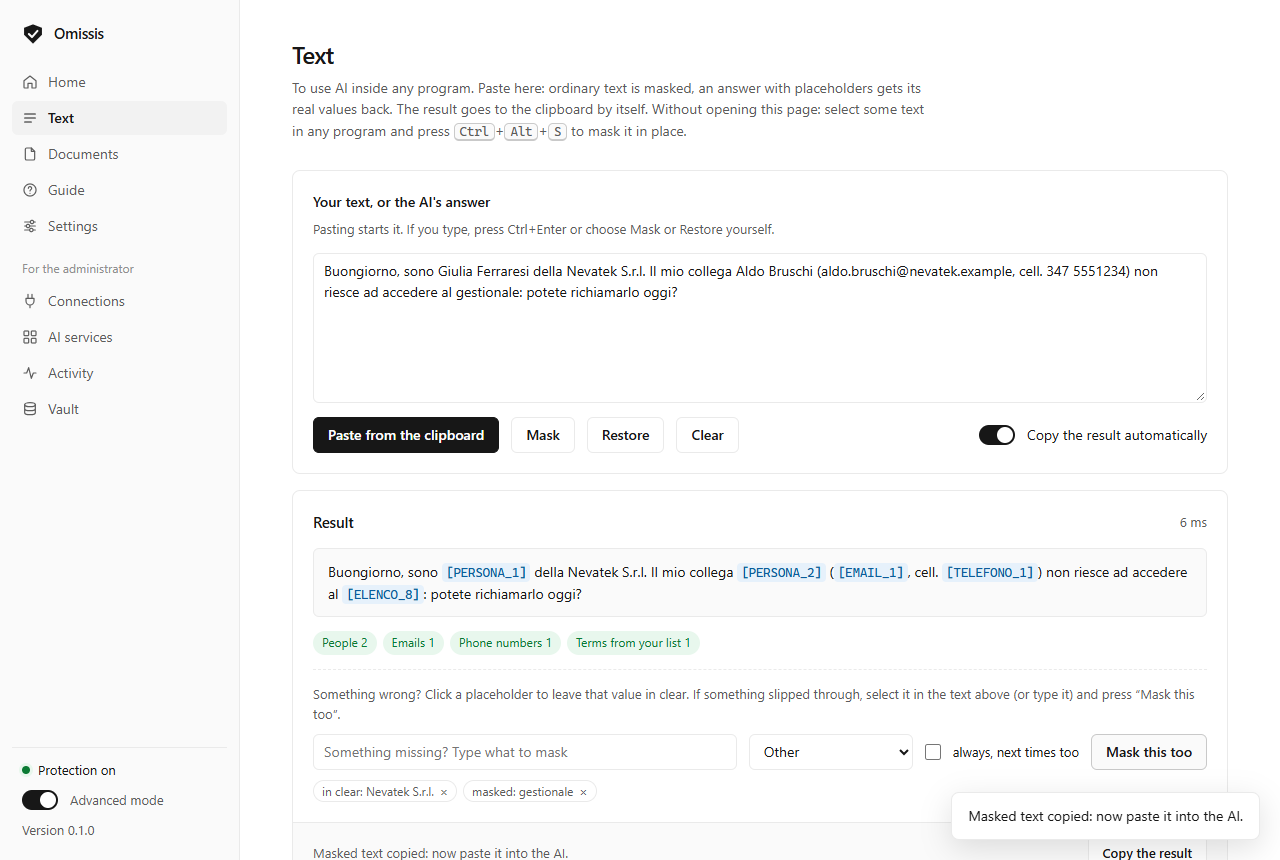 Omissis
Home
Text
Documents
Guide
Settings
For the administrator
Connections
AI services
Activity
Vault
Protection on
Advanced mode
Version 0.1.0
Text
To use AI inside any program. Paste here: ordinary text is masked, an answer with placeholders gets its
real values back. The result goes to the clipboard by itself. Without opening this page: select some text
in any program and press Ctrl+Alt+S to mask it in place.
Your text, or the AI's answer
Pasting starts it. If you type, press Ctrl+Enter or choose Mask or Restore yourself.
Buongiorno, sono Giulia Ferraresi della Nevatek S.r.l. Il mio collega Aldo Bruschi (aldo.bruschi@nevatek.example, cell. 347 5551234) non
riesce ad accedere al gestionale: potete richiamarlo oggi?
Paste from the clipboard
Mask
Restore
Clear
Copy the result automatically
Result
6 ms
Buongiorno, sono [PERSONA_1] della Nevatek S.r.l. Il mio collega [PERSONA_2] ([EMAIL_1], cell. [TELEFONO_1]) non riesce ad accedere
al [ELENCO_8]: potete richiamarlo oggi?
People 2
Emails 1
Phone numbers 1
Terms from your list 1
Something wrong? Click a placeholder to leave that value in clear. If something slipped through, select it in the text above (or type it) and press “Mask this
too”.
Something missing? Type what to mask
Other
always, next times too
Mask this too
in clear: Nevatek S.r.l. ×
masked: gestionale ×
Masked text copied: now paste it into the AI.
Masked text copied: now paste it into the AI.
Copy the result